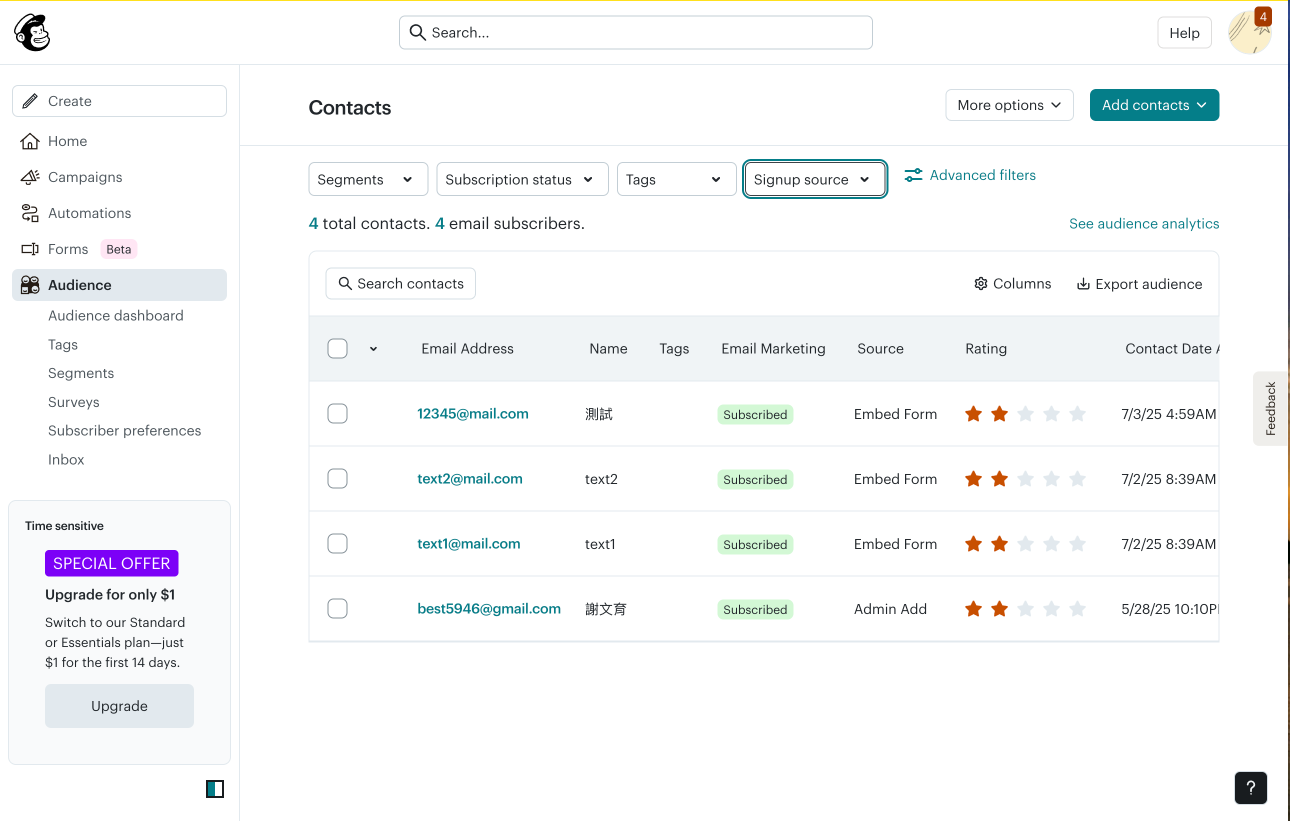 Search...
Help
4
Create
Home
Campaigns
Automations
Forms Beta
Audience
Audience dashboard
Tags
Segments
Surveys
Subscriber preferences
Inbox
Time sensitive
SPECIAL OFFER
Upgrade for only $1
Switch to our Standard
or Essentials plan—just
$1 for the first 14 days.
Upgrade
Contacts
More options
Add contacts
Segments
Subscription status
Tags
Signup source
Advanced filters
4 total contacts. 4 email subscribers.
See audience analytics
Search contacts
Columns
Export audience
Email Address Name Tags Email Marketing Source Rating Contact Date A
12345@mail.com 測試 Subscribed Embed Form 7/3/25 4:59AM
text2@mail.com text2 Subscribed Embed Form 7/2/25 8:39AM
text1@mail.com text1 Subscribed Embed Form 7/2/25 8:39AM
best5946@gmail.com 謝文育 Subscribed Admin Add 5/28/25 10:10P
Feedback
?